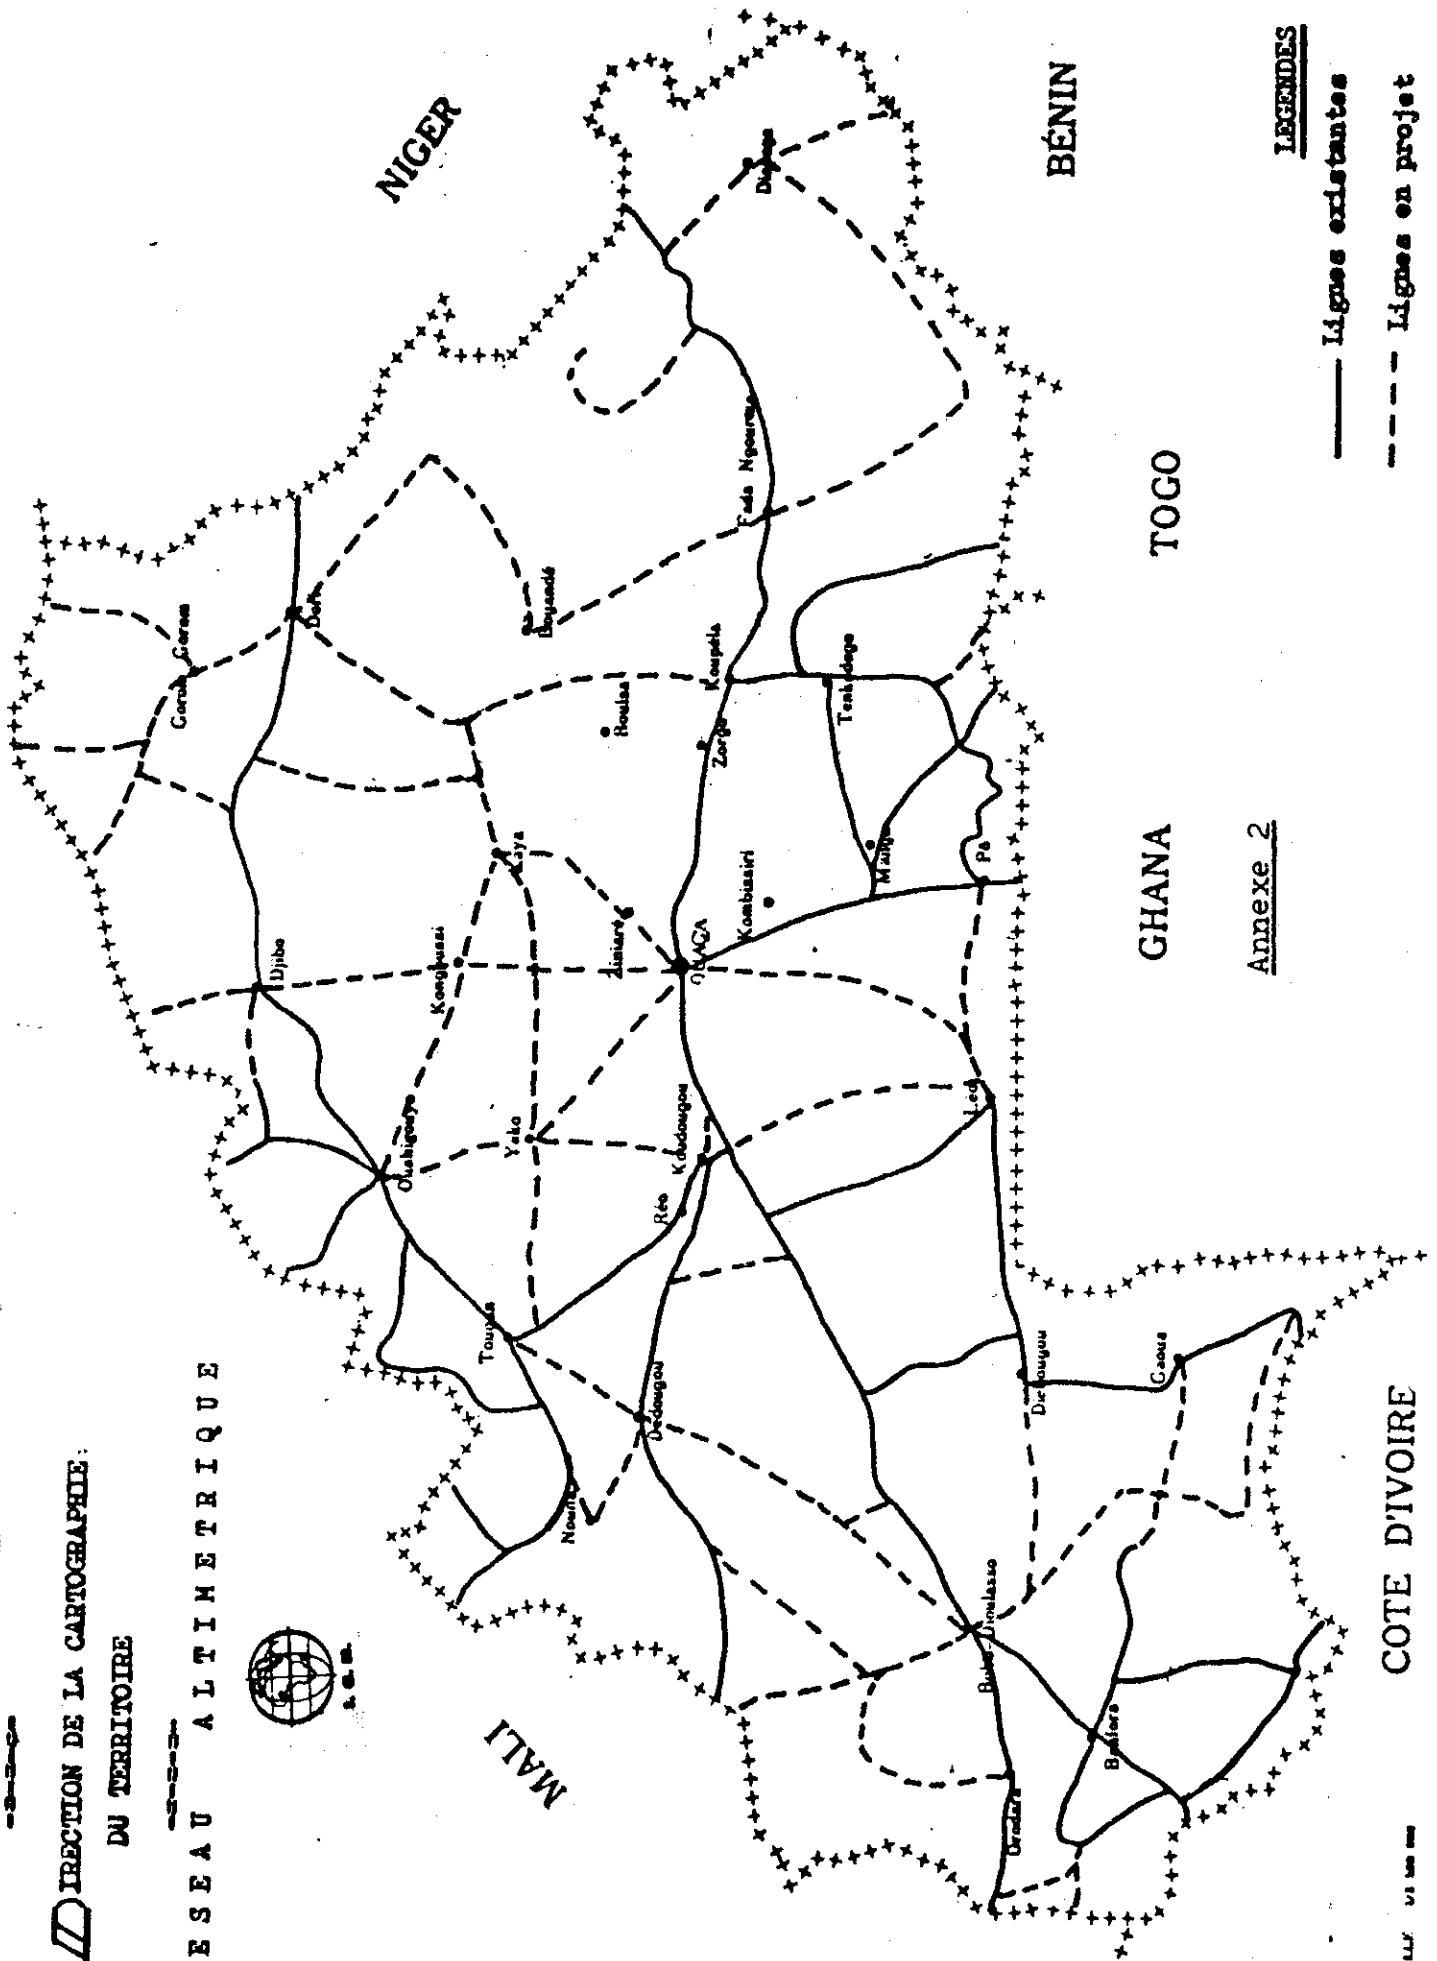 DIRECTION DE LA CARTOGRAPHIE
DU TERRITOIRE
ESEAU ALTIMETRIQUE
I.G.B.
MALI
NIGER
BÉNIN
TOGO
GHANA
COTE D'IVOIRE
Gorom Gorom
Dori
Djibo
Ouahigouya
Kongoussi
Kaya
Bogandé
Boulsa
Yako
Ziniaré
Tougan
Nouna
Dédougou
Réo
Koudougou
OUAGA
Zorgo
Koupéla
Fada Ngourma
Diapaga
Kombissiri
Manga
Tenkodogo
Pô
Léo
Diébougou
Gaoua
Bobo-Dioulasso
Banfora
Orodara
Annexe 2
LEGENDES
Lignes existantes
Lignes en projet